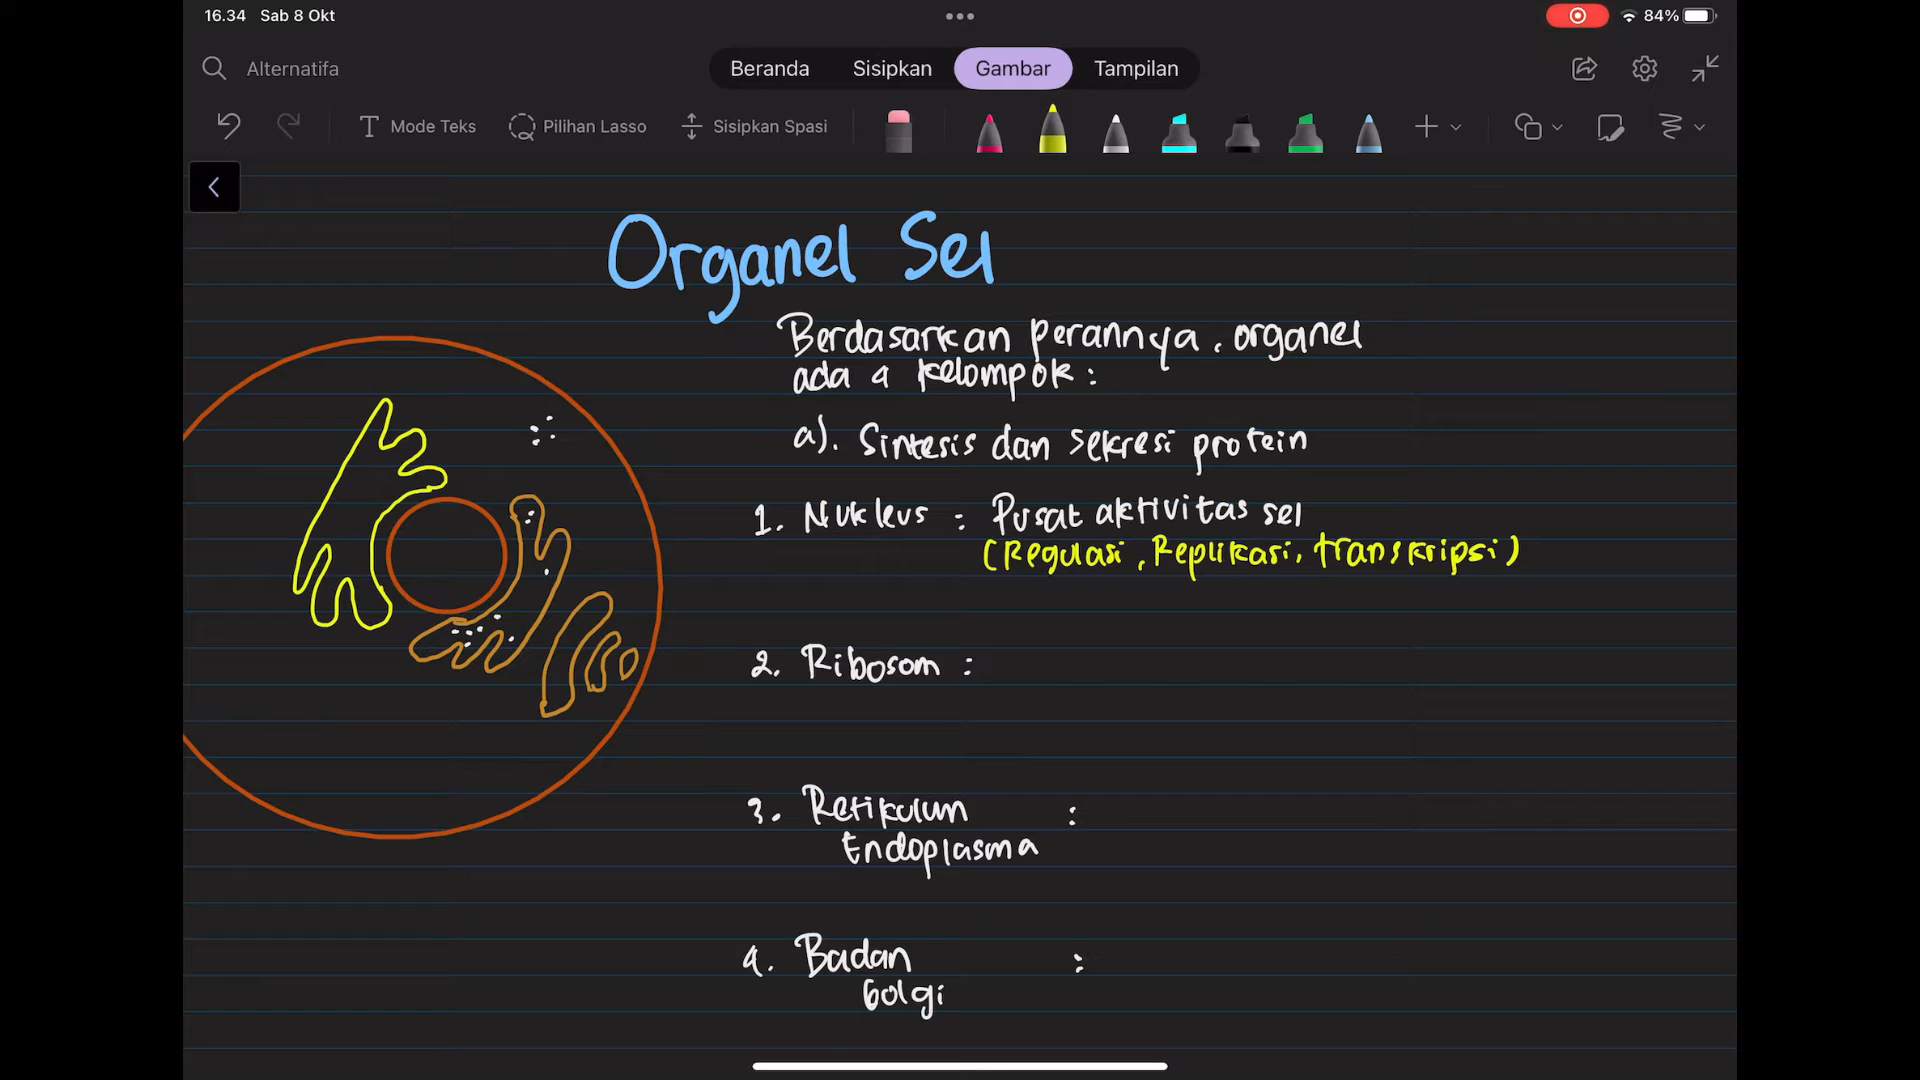 16.34 Sab 8 Okt
84%
Alternatifa
Beranda Sisipkan Gambar Tampilan
Mode Teks Pilihan Lasso Sisipkan Spasi
Organel Sel
Berdasarkan perannya, organel
ada 4 kelompok :
a). Sintesis dan sekresi protein
1. Nukleus : Pusat aktivitas sel
(Regulasi, Replikasi, transkripsi)
2. Ribosom :
3. Retikulum :
Endoplasma
4. Badan :
Golgi